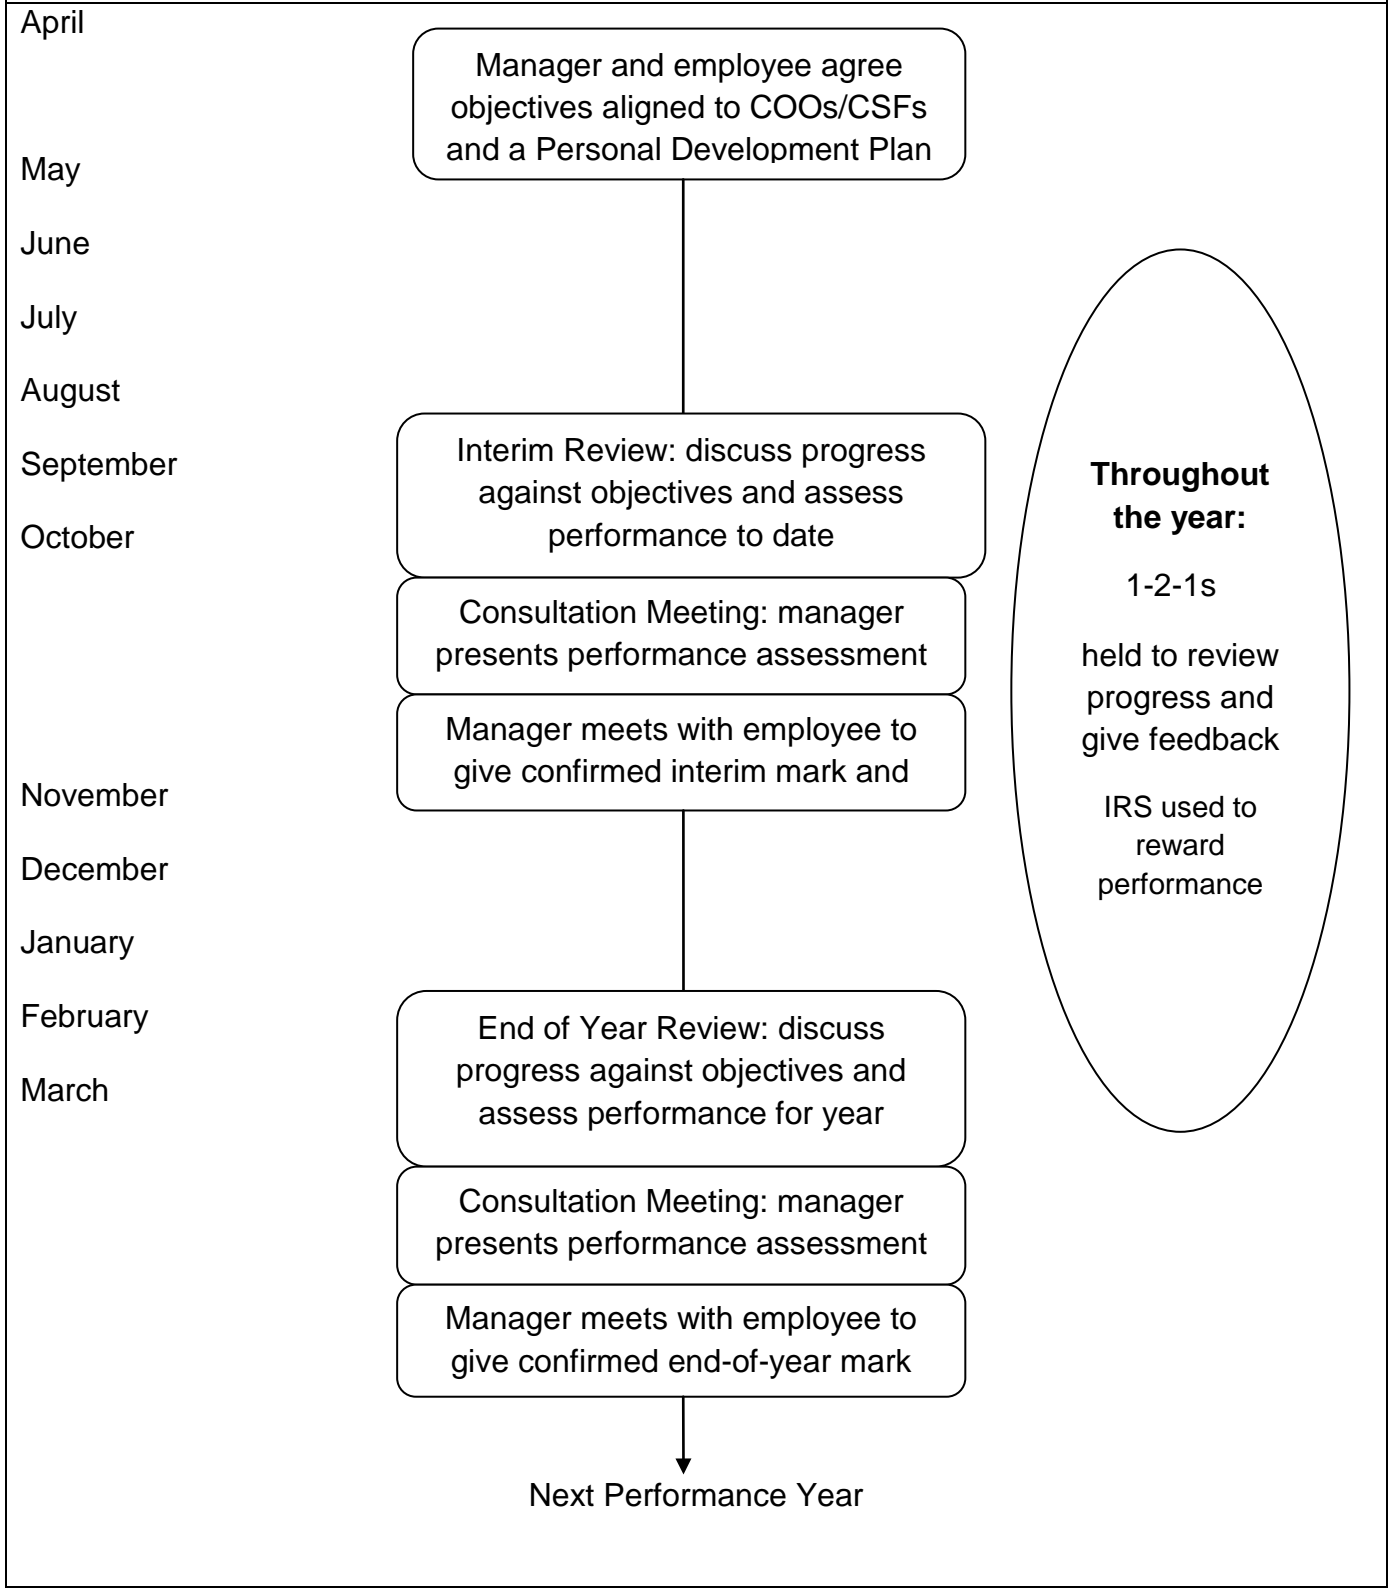 April
Manager and employee agree
objectives aligned to COOs/CSFs
and a Personal Development Plan
May
June
July
August
September
October
Interim Review: discuss progress
against objectives and assess
performance to date
Consultation Meeting: manager
presents performance assessment
Manager meets with employee to
give confirmed interim mark and
November
December
January
February
March
End of Year Review: discuss
progress against objectives and
assess performance for year
Consultation Meeting: manager
presents performance assessment
Manager meets with employee to
give confirmed end-of-year mark
Next Performance Year
Throughout
the year:
1-2-1s
held to review
progress and
give feedback
IRS used to
reward
performance